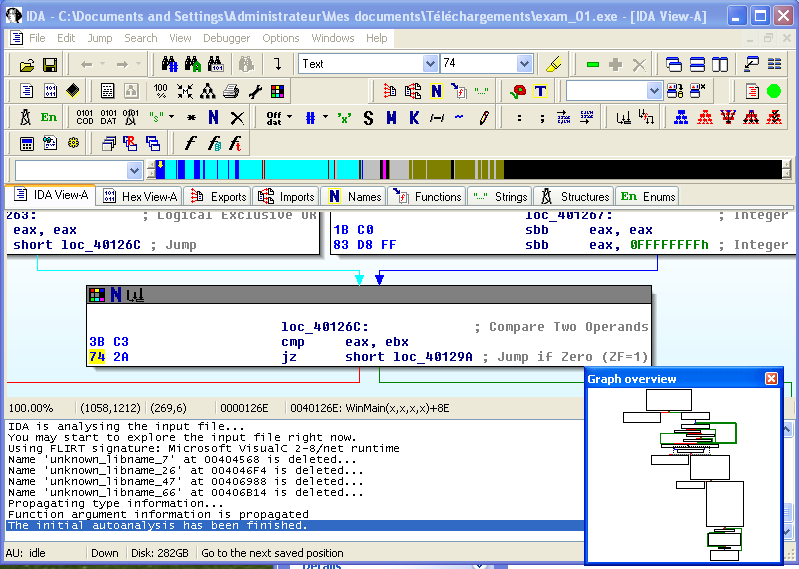 IDA - C:\Documents and Settings\Administrateur\Mes documents\Téléchargements\exam_01.exe - [IDA View-A]
File Edit Jump Search View Debugger Options Windows Help
Text 74
En 0101 COD 0101 DAT 0101 "s" * N X Off dat # 'x' S M K ~ : ;
f f f
IDA View-A Hex View-A Exports Imports N Names Functions Strings Structures En Enums
263: ; Logical Exclusive OR
eax, eax
short loc_40126C ; Jump
loc_401267: ; Integer
1B C0 sbb eax, eax
83 D8 FF sbb eax, 0FFFFFFFFh ; Integer
N
loc_40126C: ; Compare Two Operands
3B C3 cmp eax, ebx
74 2A jz short loc_40129A ; Jump if Zero (ZF=1)
Graph overview
100.00% (1058,1212) (269,6) 0000126E 0040126E: WinMain(x,x,x,x)+8E
IDA is analysing the input file...
You may start to explore the input file right now.
Using FLIRT signature: Microsoft VisualC 2-8/net runtime
Name 'unknown_libname_7' at 00404568 is deleted...
Name 'unknown_libname_26' at 004046F4 is deleted...
Name 'unknown_libname_47' at 00406988 is deleted...
Name 'unknown_libname_66' at 00406B14 is deleted...
Propagating type information...
Function argument information is propagated
The initial autoanalysis has been finished.
AU: idle Down Disk: 282GB Go to the next saved position
Details